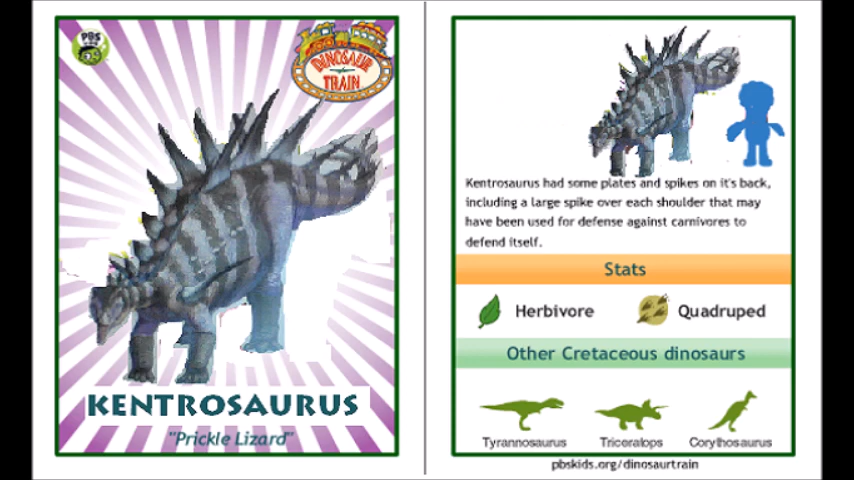 PBS
KIDS
DINOSAUR
TRAIN
KENTROSAURUS
"Prickle Lizard"
Kentrosaurus had some plates and spikes on it's back,
including a large spike over each shoulder that may
have been used for defense against carnivores to
defend itself.
Stats
Herbivore Quadruped
Other Cretaceous dinosaurs
Tyrannosaurus Triceratops Corythosaurus
pbskids.org/dinosaurtrain